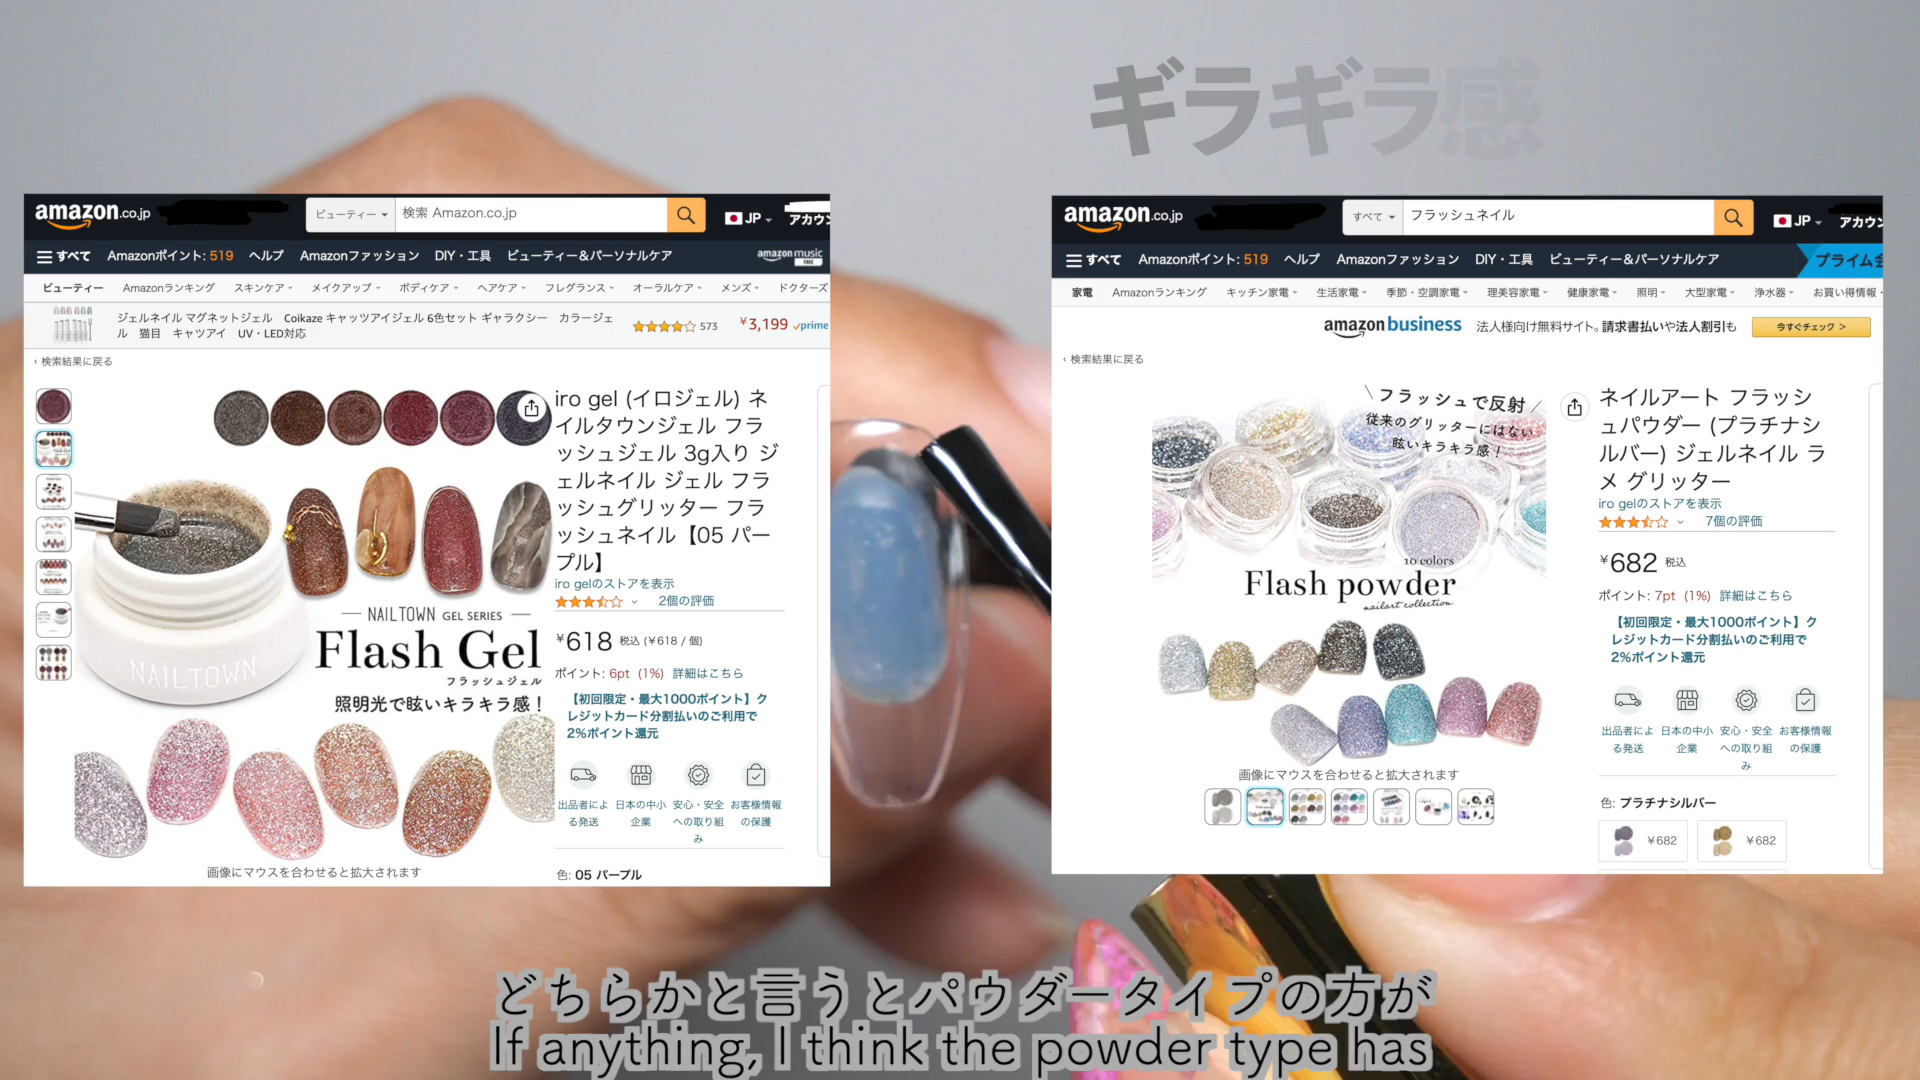 ギラギラ感
amazon.co.jp
ビューティー
検索 Amazon.co.jp
JP
アカウン
すべて
Amazonポイント: 519
ヘルプ
Amazonファッション
DIY・工具
ビューティー＆パーソナルケア
amazon music
FREE
ビューティー
Amazonランキング
スキンケア
メイクアップ
ボディケア
ヘアケア
フレグランス
オーラルケア
メンズ
ドクターズ
ジェルネイル マグネットジェル Coikaze キャッツアイジェル 6色セット ギャラクシー カラージェ
ル 猫目 キャツアイ UV・LED対応
573
¥3,199
prime
‹ 検索結果に戻る
iro gel (イロジェル) ネ
イルタウンジェル フラ
ッシュジェル 3g入り ジ
ェルネイル ジェル フラ
ッシュグリッター フラ
ッシュネイル【05 パー
プル】
iro gelのストアを表示
2個の評価
¥618 税込 (¥618 / 個)
ポイント: 6pt (1%) 詳細はこちら
【初回限定・最大1000ポイント】ク
レジットカード分割払いのご利用で
2%ポイント還元
出品者によ
る発送
日本の中小
企業
安心・安全
への取り組
み
お客様情報
の保護
色: 05 パープル
NAILTOWN GEL SERIES
Flash Gel
フラッシュジェル
照明光で眩いキラキラ感！
NAILTOWN
画像にマウスを合わせると拡大されます
amazon.co.jp
すべて
フラッシュネイル
JP
アカウン
すべて
Amazonポイント: 519
ヘルプ
Amazonファッション
DIY・工具
ビューティー＆パーソナルケア
プライム会
家電
Amazonランキング
キッチン家電
生活家電
季節・空調家電
理美容家電
健康家電
照明
大型家電
浄水器
お買い得情報
amazon business
法人様向け無料サイト。請求書払いや法人割引も
今すぐチェック ＞
‹ 検索結果に戻る
フラッシュで反射
従来のグリッターにはない
眩いキラキラ感！
10 colors
Flash powder
nailart collection
画像にマウスを合わせると拡大されます
ネイルアート フラッシ
ュパウダー (プラチナシ
ルバー) ジェルネイル ラ
メ グリッター
iro gelのストアを表示
7個の評価
¥682 税込
ポイント: 7pt (1%) 詳細はこちら
【初回限定・最大1000ポイント】ク
レジットカード分割払いのご利用で
2%ポイント還元
出品者によ
る発送
日本の中小
企業
安心・安全
への取り組
み
お客様情報
の保護
色: プラチナシルバー
¥682
¥682
どちらかと言うとパウダータイプの方が
If anything, I think the powder type has